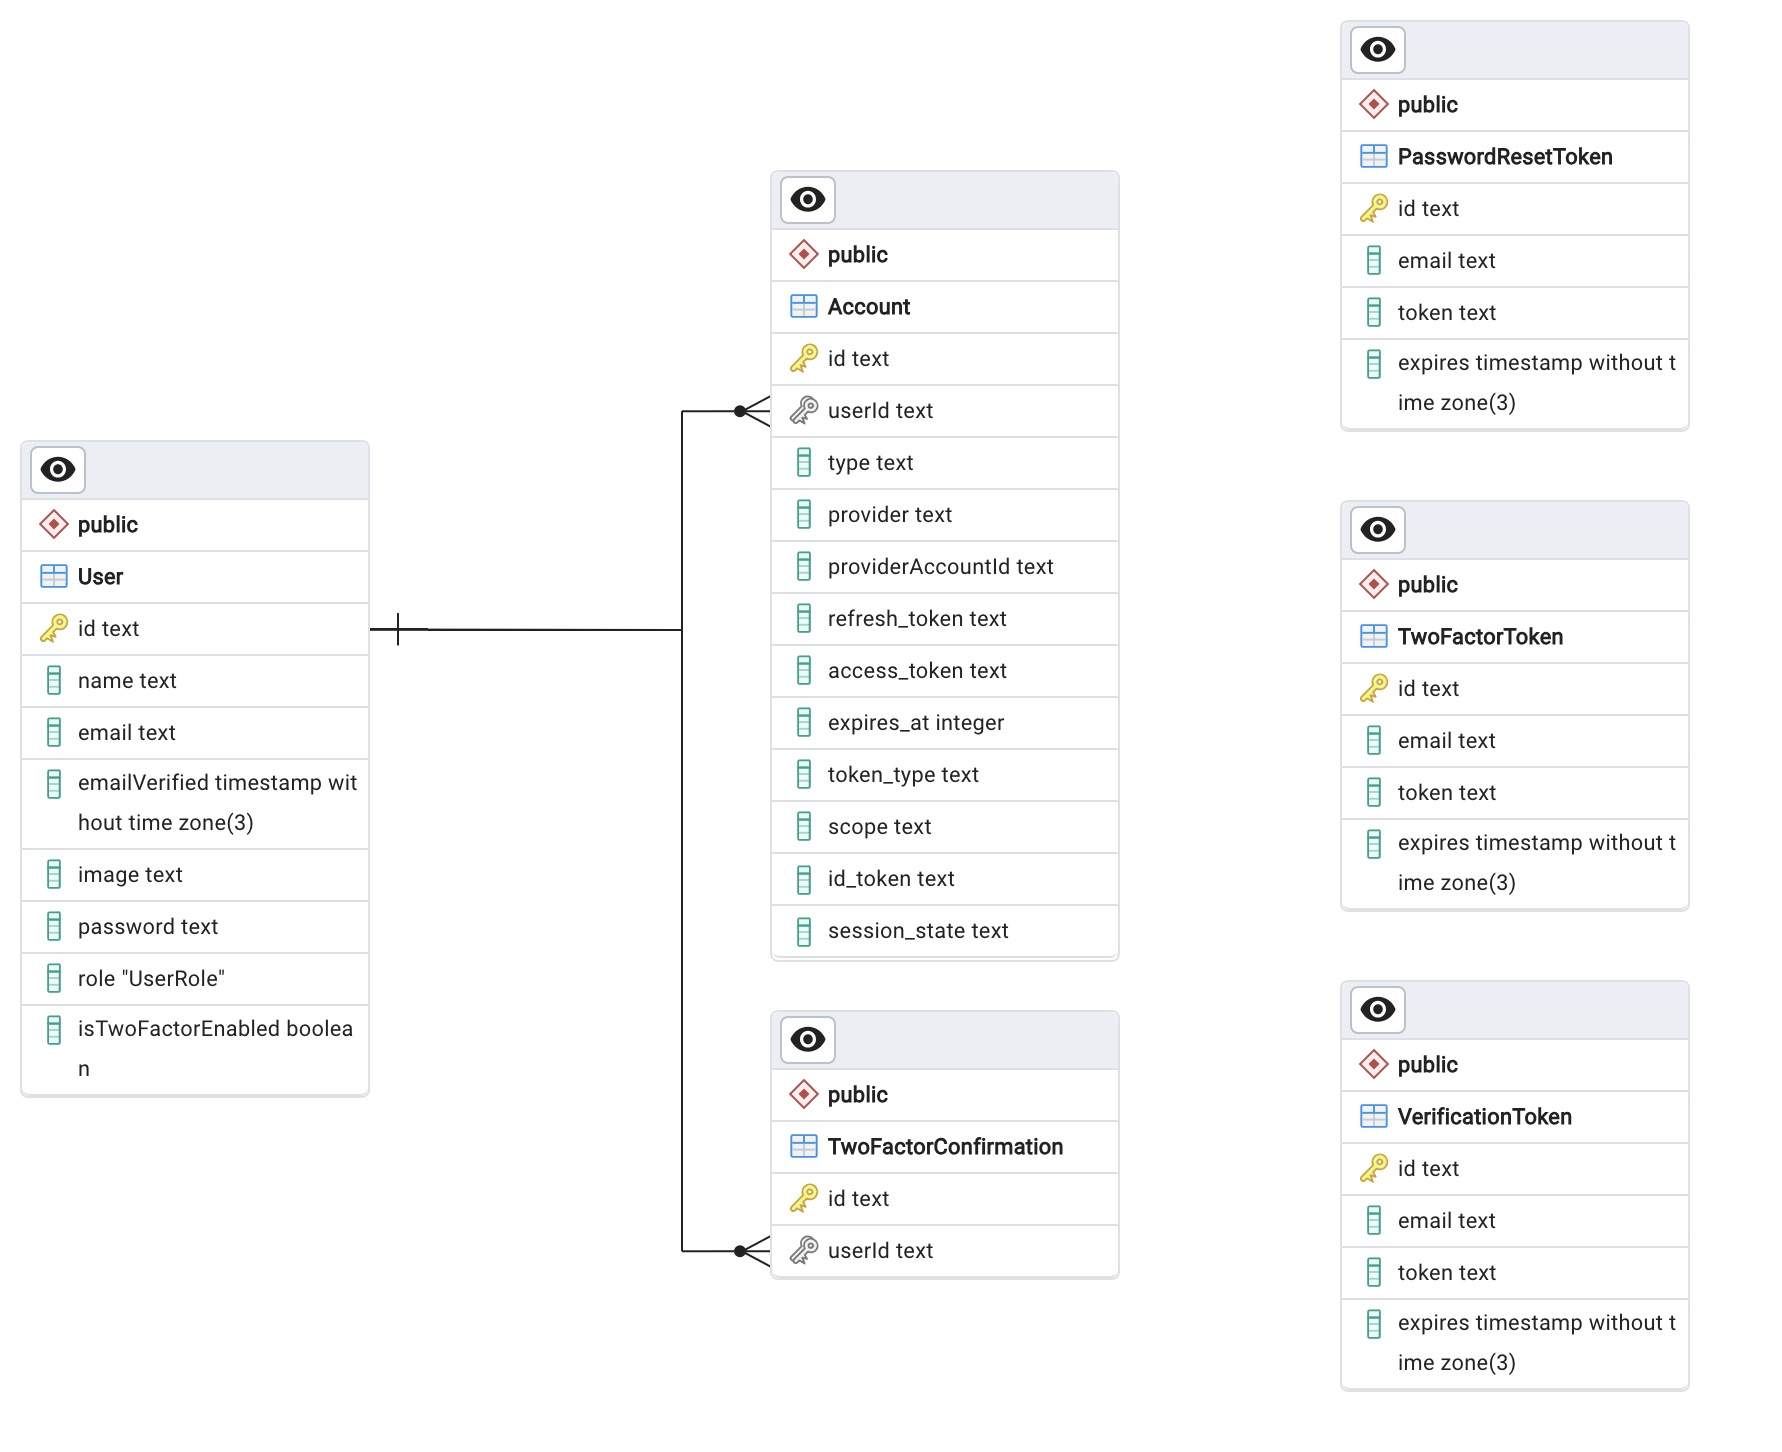 public
User
id text
name text
email text
emailVerified timestamp wit
hout time zone(3)
image text
password text
role "UserRole"
isTwoFactorEnabled boolea
n
public
Account
id text
userId text
type text
provider text
providerAccountId text
refresh_token text
access_token text
expires_at integer
token_type text
scope text
id_token text
session_state text
public
TwoFactorConfirmation
id text
userId text
public
PasswordResetToken
id text
email text
token text
expires timestamp without t
ime zone(3)
public
TwoFactorToken
id text
email text
token text
expires timestamp without t
ime zone(3)
public
VerificationToken
id text
email text
token text
expires timestamp without t
ime zone(3)